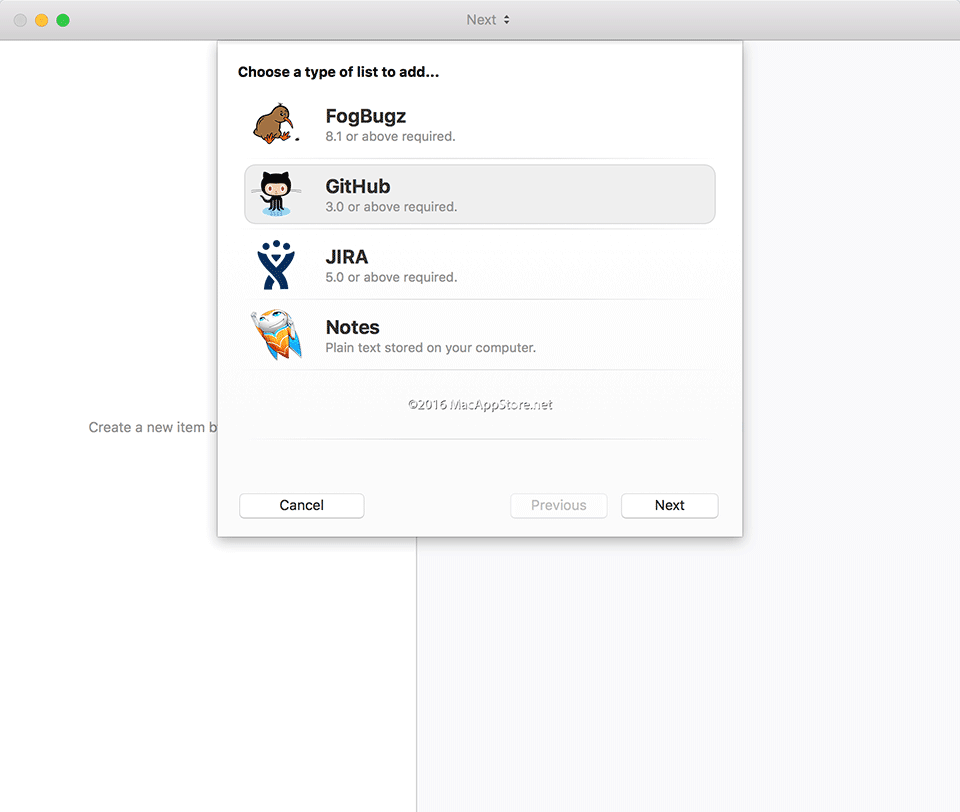 Next
Choose a type of list to add...
FogBugz
8.1 or above required.
GitHub
3.0 or above required.
JIRA
5.0 or above required.
Notes
Plain text stored on your computer.
©2016 MacAppStore.net
Create a new item b
Cancel
Previous
Next